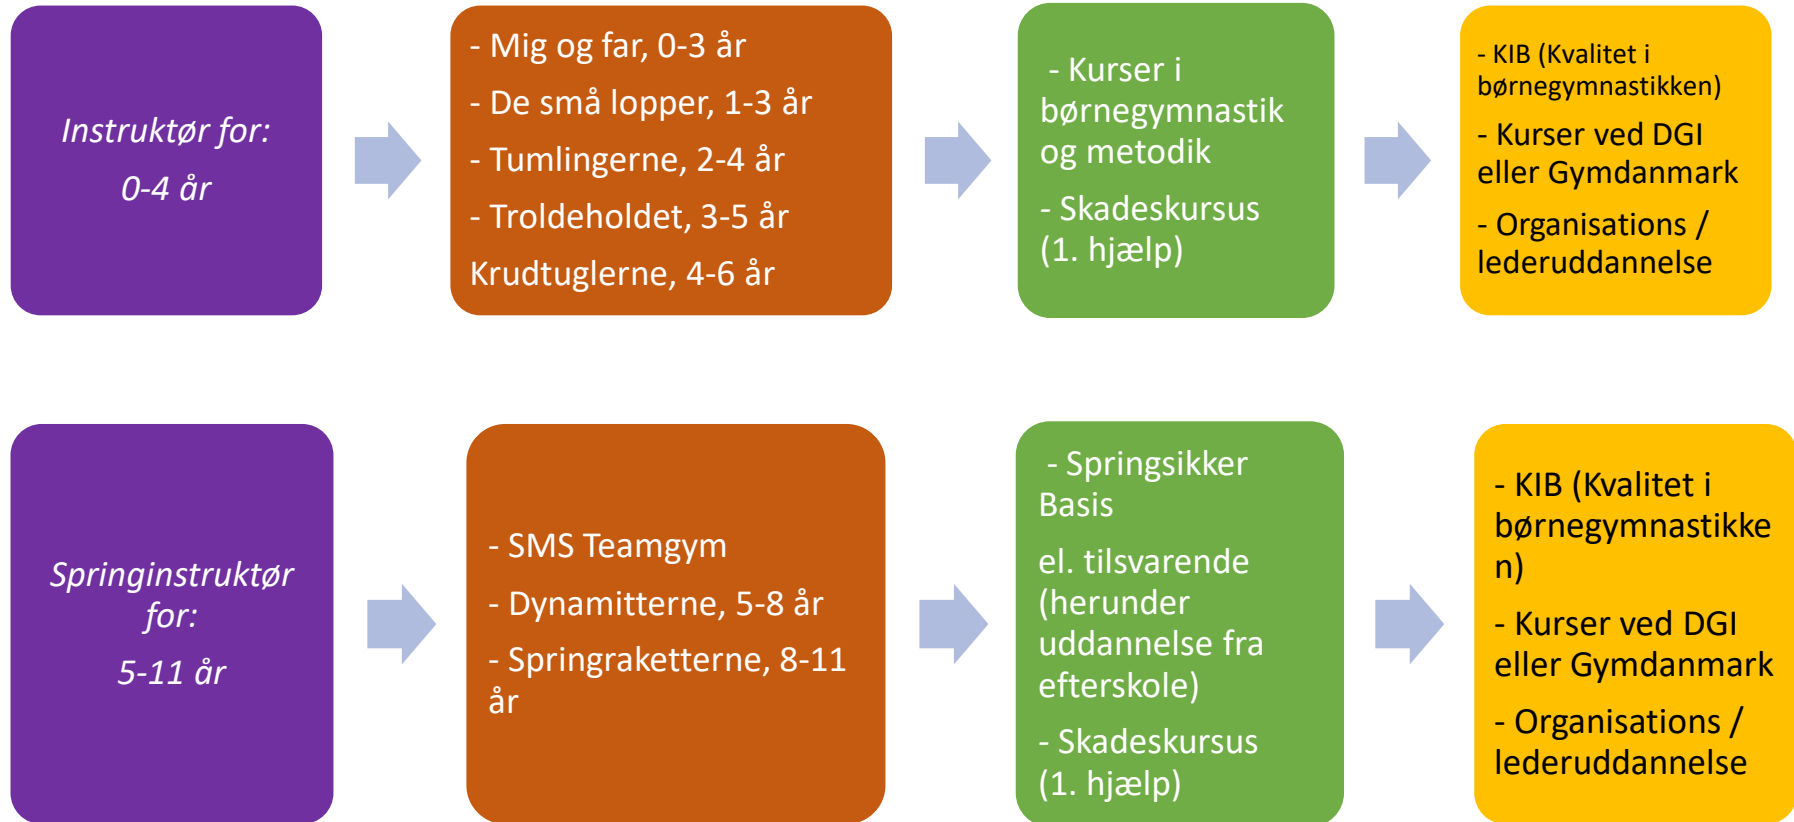 Instruktør for:
0-4 år
- Mig og far, 0-3 år
- De små lopper, 1-3 år
- Tumlingerne, 2-4 år
- Troldeholdet, 3-5 år
Krudtuglerne, 4-6 år
- Kurser i
børnegymnastik
og metodik
- Skadeskursus
(1. hjælp)
- KIB (Kvalitet i
børnegymnastikken)
- Kurser ved DGI
eller Gymdanmark
- Organisations /
lederuddannelse
Springinstruktør
for:
5-11 år
- SMS Teamgym
- Dynamitterne, 5-8 år
- Springraketterne, 8-11
år
- Springsikker
Basis
el. tilsvarende
(herunder
uddannelse fra
efterskole)
- Skadeskursus
(1. hjælp)
- KIB (Kvalitet i
børnegymnastikke
n)
- Kurser ved DGI
eller Gymdanmark
- Organisations /
lederuddannelse